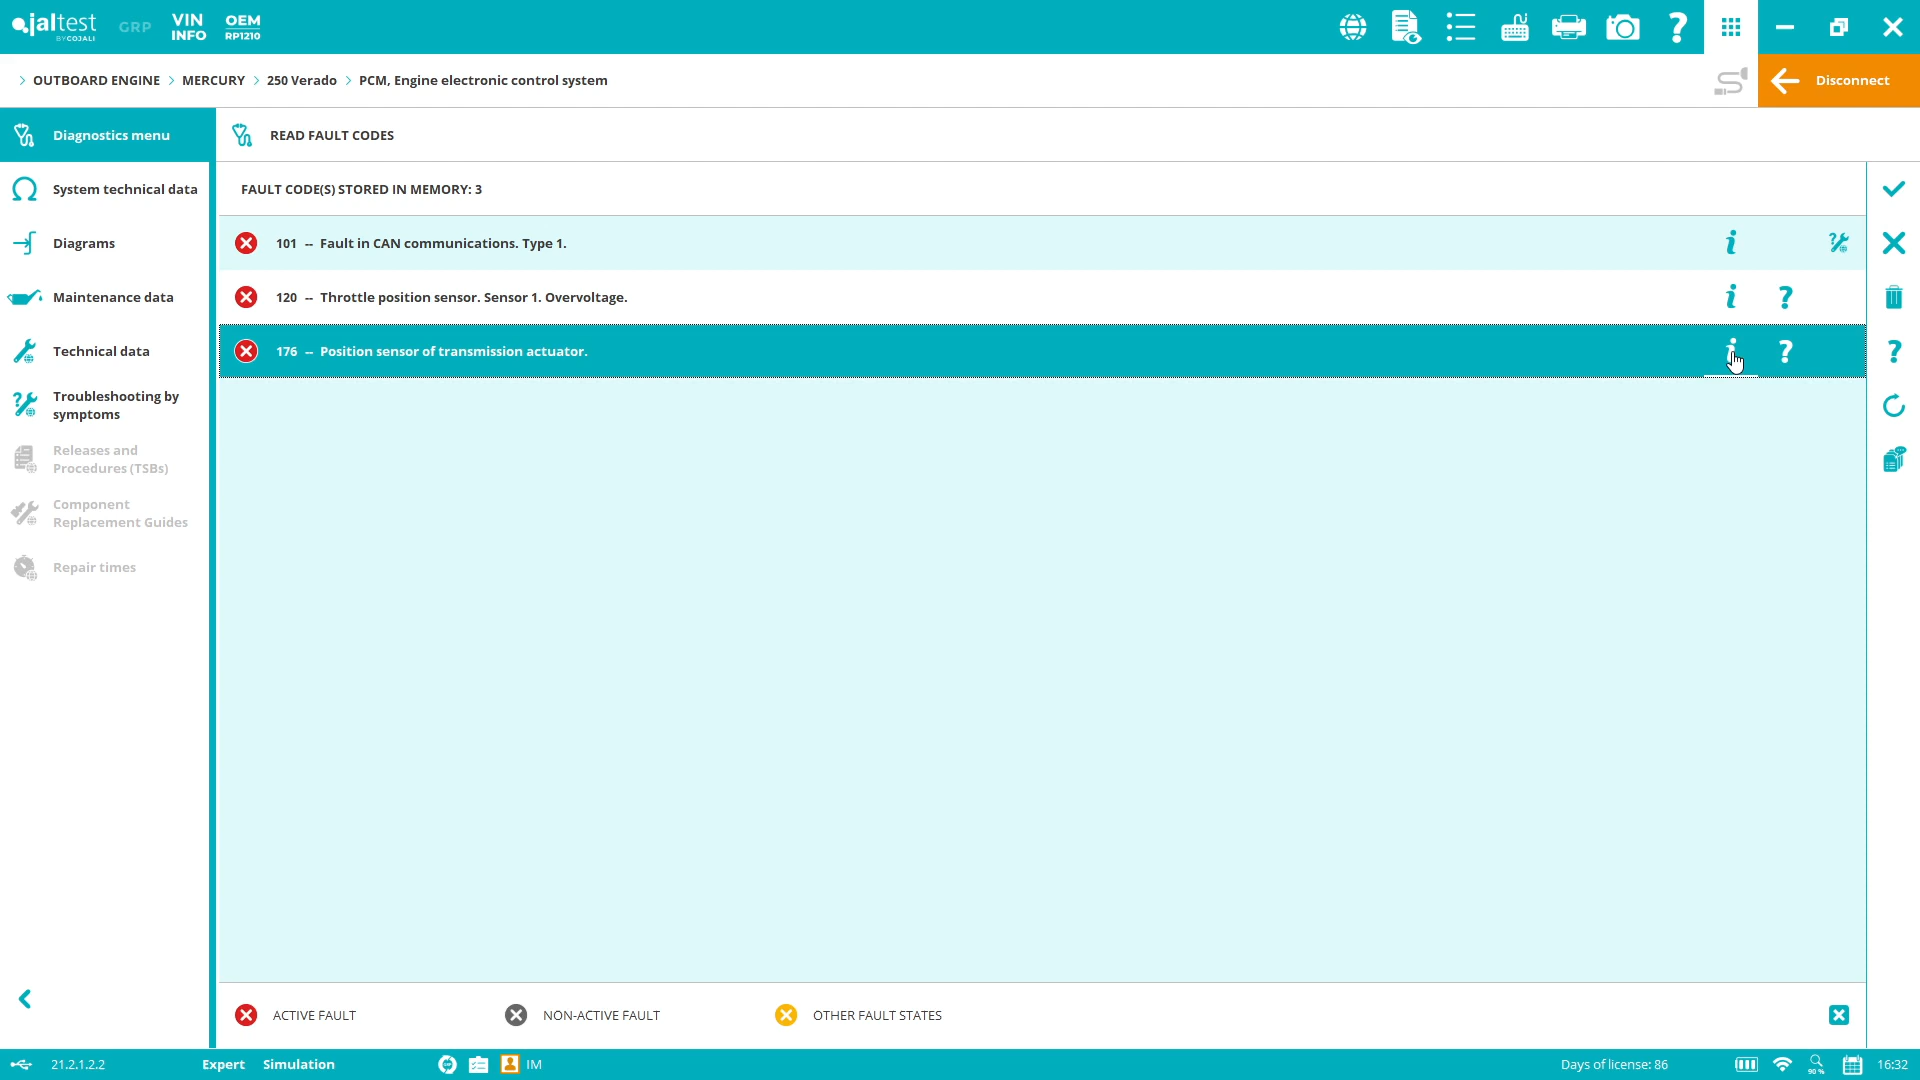 jaltest
BY COJALI
GRP
VIN
INFO
OEM
RP1210
OUTBOARD ENGINE > MERCURY > 250 Verado > PCM, Engine electronic control system
Disconnect
Diagnostics menu
READ FAULT CODES
System technical data
FAULT CODE(S) STORED IN MEMORY: 3
Diagrams
101 -- Fault in CAN communications. Type 1.
Maintenance data
120 -- Throttle position sensor. Sensor 1. Overvoltage.
Technical data
176 -- Position sensor of transmission actuator.
Troubleshooting by
symptoms
Releases and
Procedures (TSBs)
Component
Replacement Guides
Repair times
ACTIVE FAULT
NON-ACTIVE FAULT
OTHER FAULT STATES
21.2.1.2.2
Expert
Simulation
IM
Days of license: 86
90 %
16:32